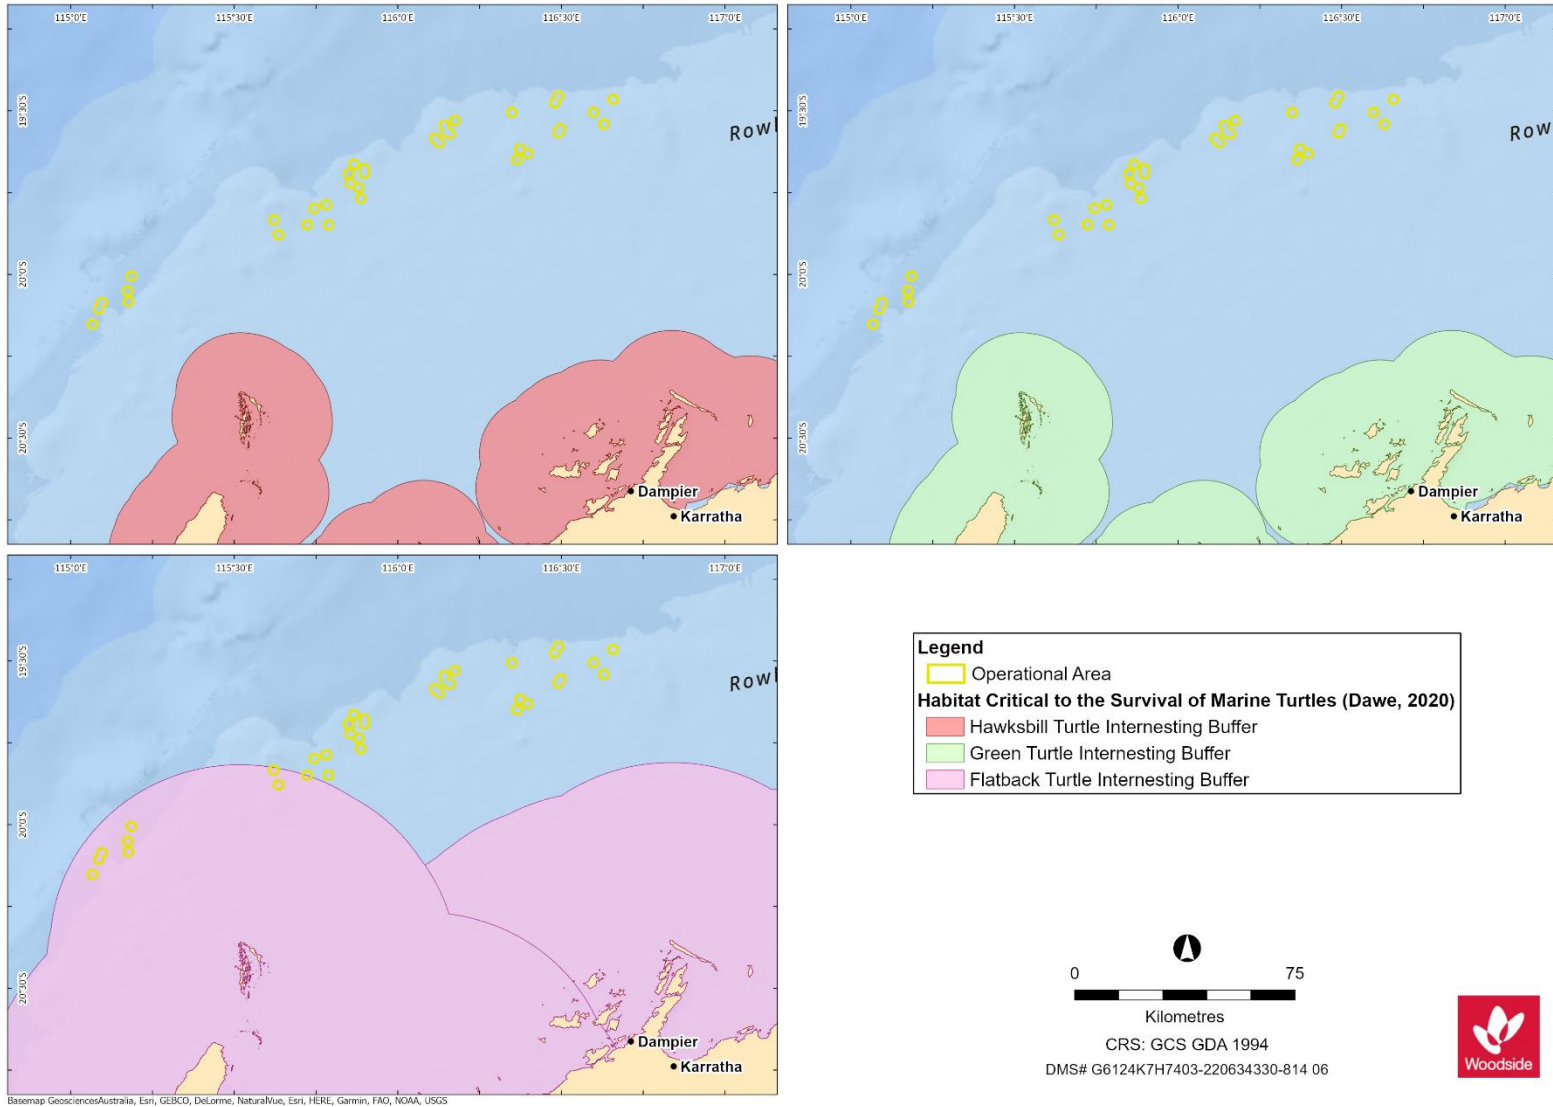 115°0'E 115°30'E 116°0'E 116°30'E 117°0'E
19°30'S
20°0'S
20°30'S
Rowl
Dampier
Karratha
115°0'E 115°30'E 116°0'E 116°30'E 117°0'E
19°30'S
20°0'S
20°30'S
Row
Dampier
Karratha
115°0'E 115°30'E 116°0'E 116°30'E 117°0'E
19°30'S
20°0'S
20°30'S
Rowl
Dampier
Karratha
Basemap GeosciencesAustralia, Esri, GEBCO, DeLorme, NaturalVue, Esri, HERE, Garmin, FAO, NOAA, USGS
Legend
Operational Area
Habitat Critical to the Survival of Marine Turtles (Dawe, 2020)
Hawksbill Turtle Internesting Buffer
Green Turtle Internesting Buffer
Flatback Turtle Internesting Buffer
0 75
Kilometres
CRS: GCS GDA 1994
DMS# G6124K7H7403-220634330-814 06
Woodside